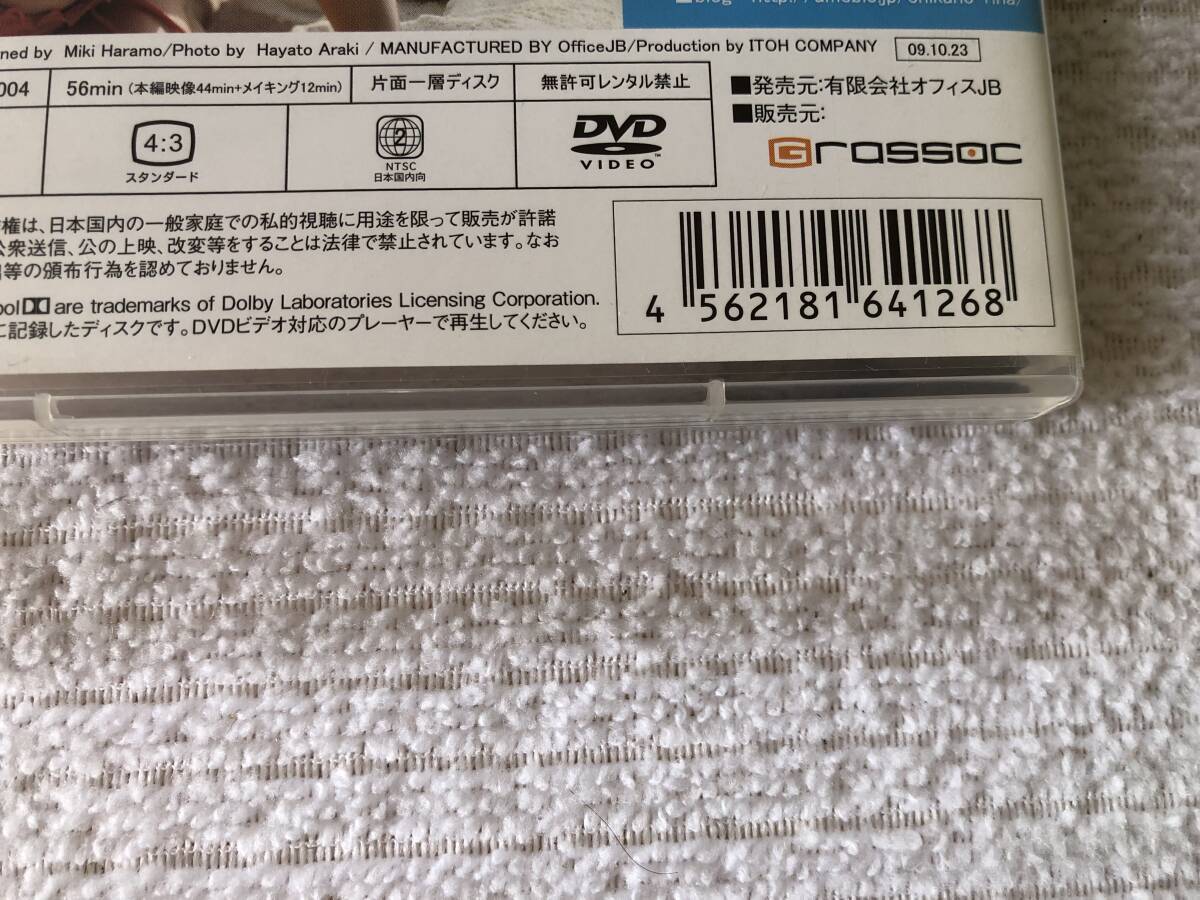 ned by Miki Haramo/Photo by Hayato Araki / MANUFACTURED BY OfficeJB/Production by ITOH COMPANY 09.10.23
004 56min (本編映像44min+メイキング12min) 片面一層ディスク 無許可レンタル禁止
■発売元:有限会社オフィスJB
■販売元:
Grassoc
4:3
スタンダード
2
NTSC
日本国内向
DVD
VIDEO
権は、日本国内の一般家庭での私的視聴に用途を限って販売が許諾
公衆送信、公の上映、改変等をすることは法律で禁止されています。なお
等の頒布行為を認めておりません。
bol are trademarks of Dolby Laboratories Licensing Corporation.
に記録したディスクです。DVDビデオ対応のプレーヤーで再生してください。
4 562181 641268